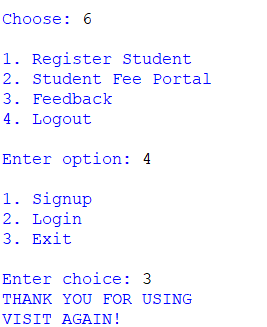 Choose: 6
1. Register Student
2. Student Fee Portal
3. Feedback
4. Logout
Enter option: 4
1. Signup
2. Login
3. Exit
Enter choice: 3
THANK YOU FOR USING
VISIT AGAIN!